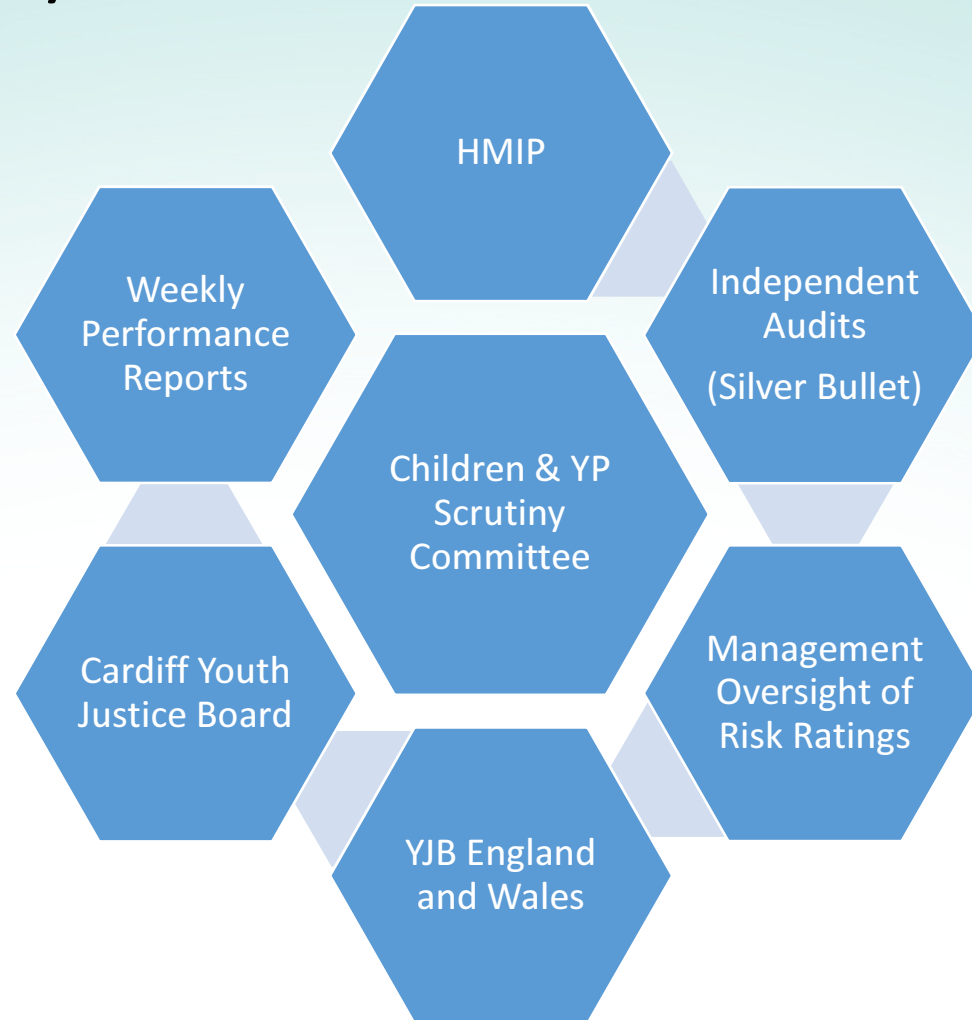 HMIP
Independent
Audits
(Silver Bullet)
Weekly
Performance
Reports
Children & YP
Scrutiny
Committee
Management
Oversight of
Risk Ratings
Cardiff Youth
Justice Board
YJB England
and Wales